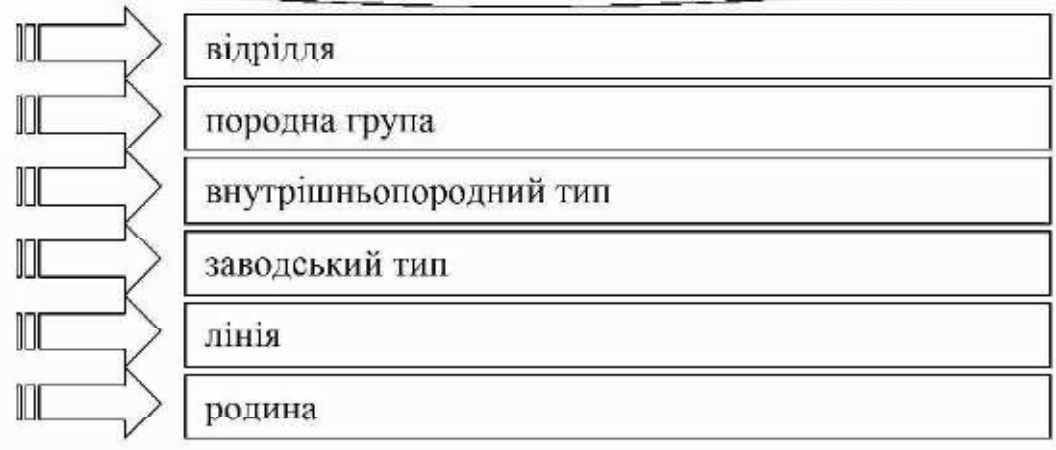 відріддя
породна група
внутрішньопородний тип
заводський тип
лінія
родина